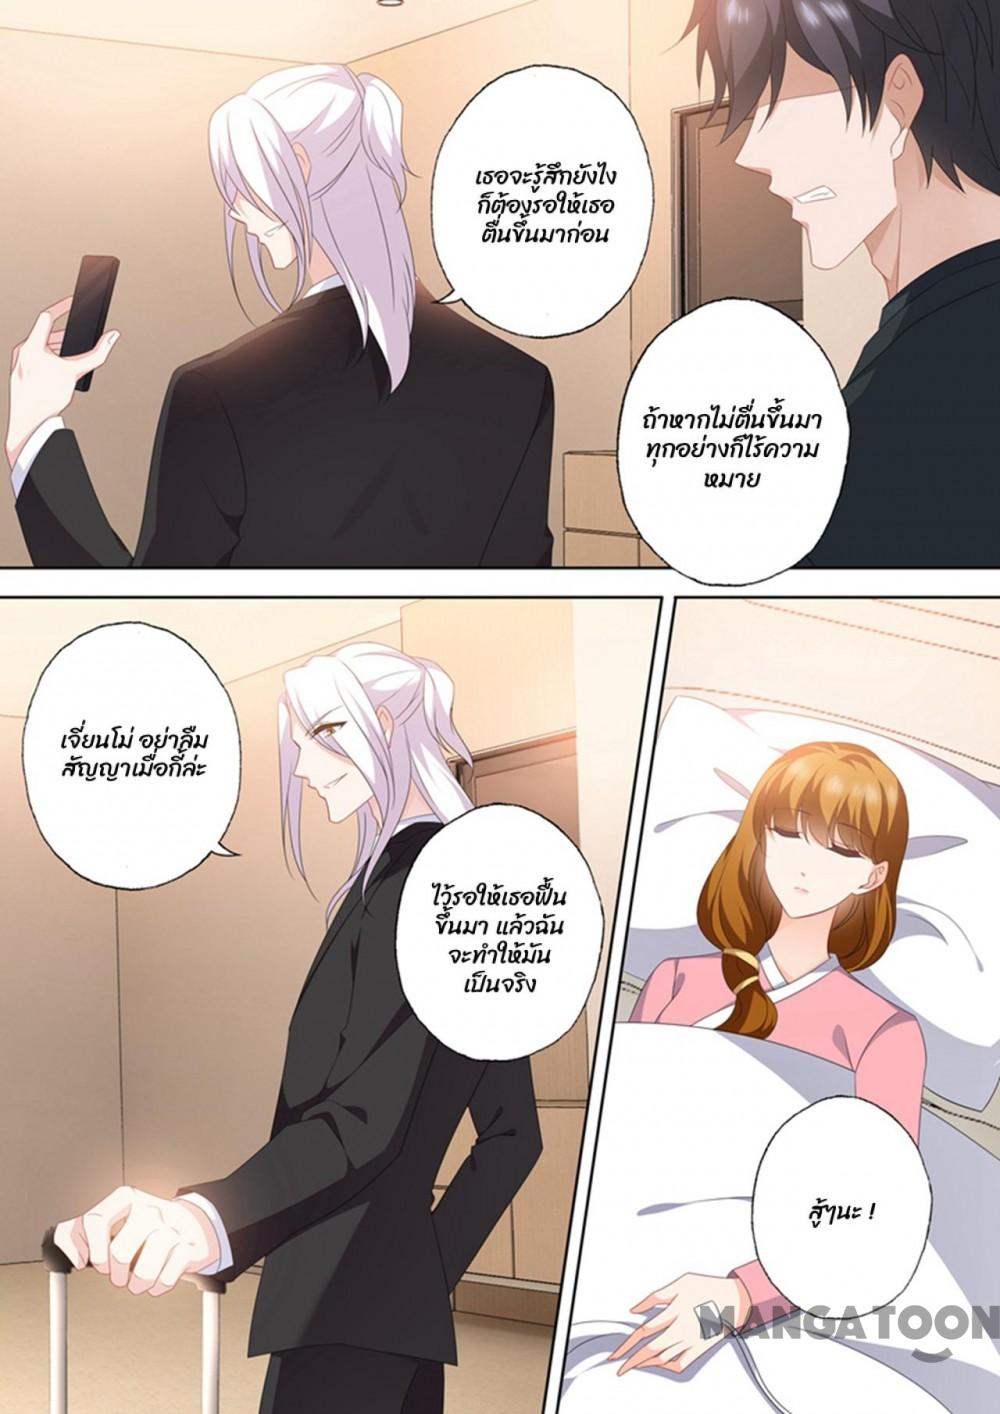 เธอจะรู้สึกยังไง
ก็ต้องรอให้เธอ
ตื่นขึ้นมาก่อน
ถ้าหากไม่ตื่นขึ้นมา
ทุกอย่างก็ไร้ความ
หมาย
เจี่ยนโม่ อย่าลืม
สัญญาเมื่อกี้ล่ะ
ไว้รอให้เธอฟื้น
ขึ้นมา แล้วฉัน
จะทำให้มัน
เป็นจริง
สู้ๆนะ !
MANGATOON